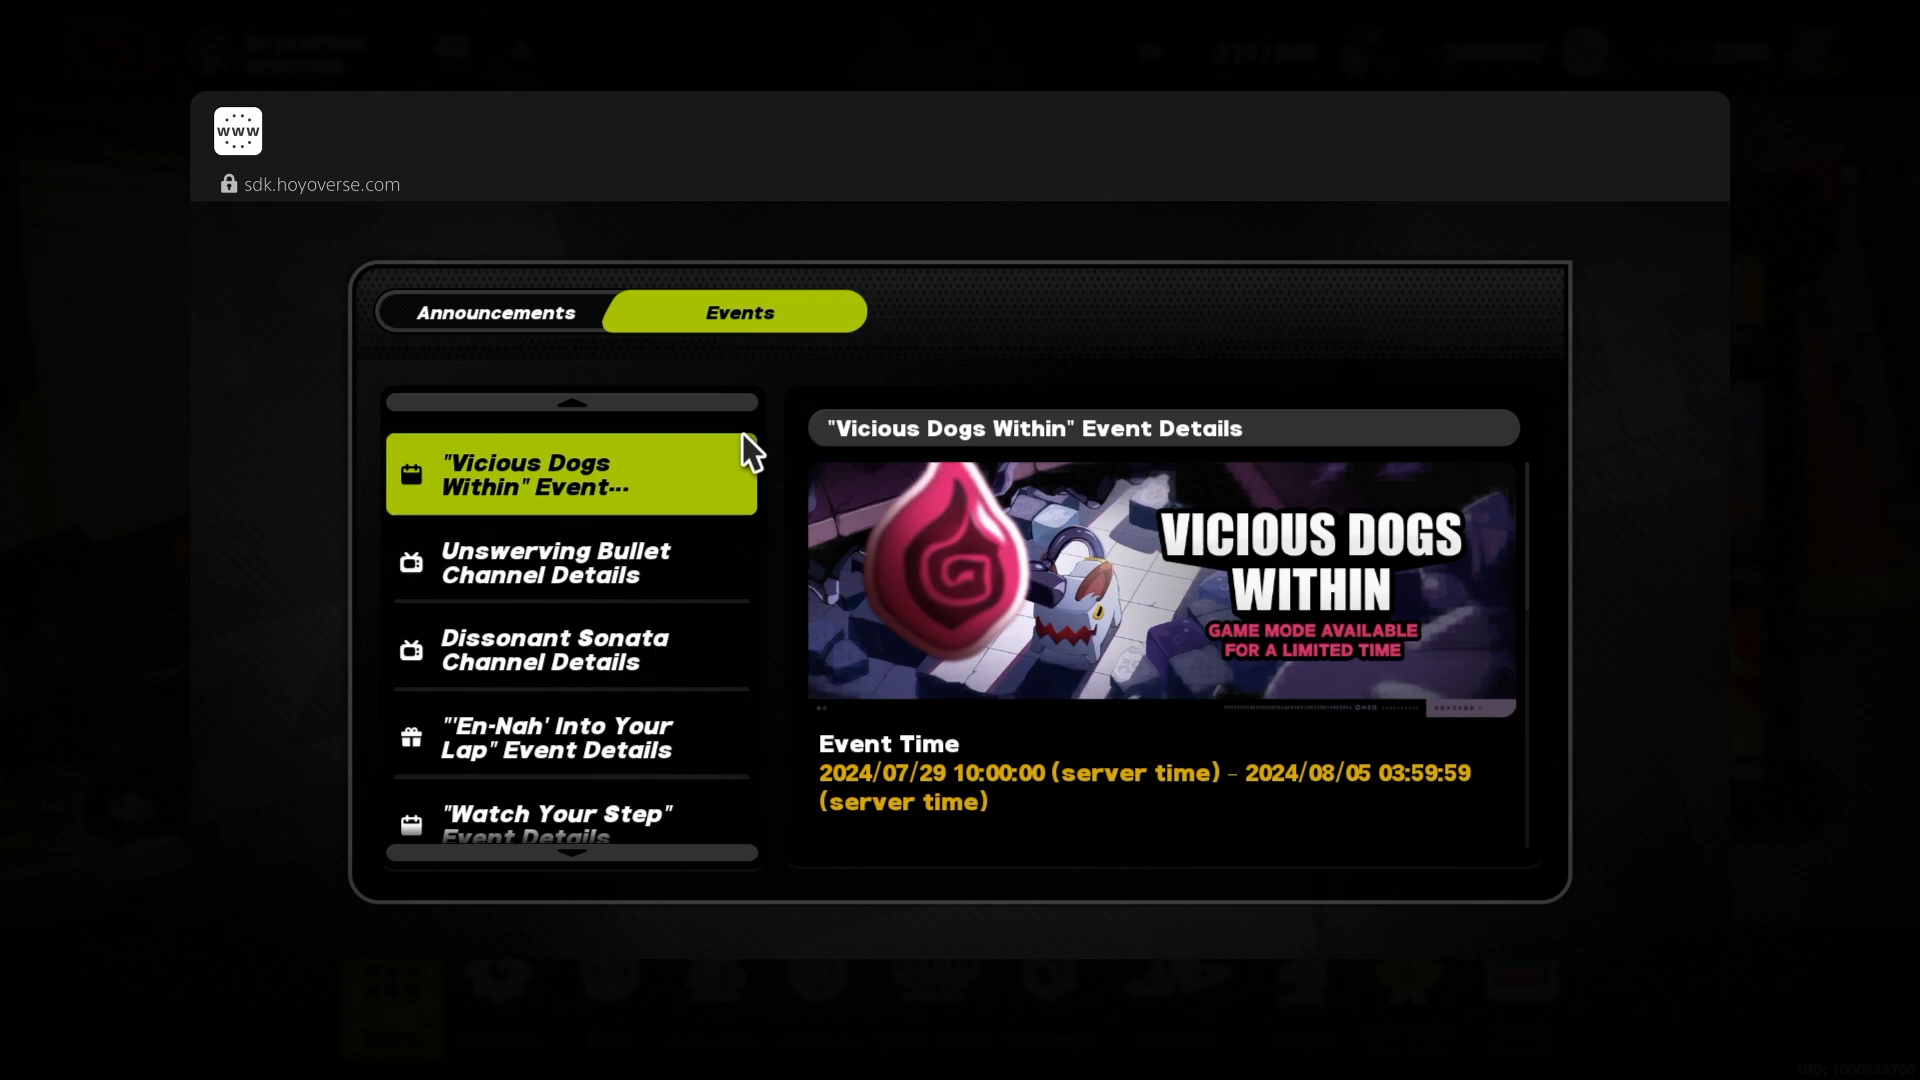 www
sdk.hoyoverse.com
Announcements
Events
"Vicious Dogs
Within" Event···
Unswerving Bullet
Channel Details
Dissonant Sonata
Channel Details
"'En-Nah' Into Your
Lap" Event Details
"Watch Your Step"
Event Details
"Vicious Dogs Within" Event Details
VICIOUS DOGS
WITHIN
GAME MODE AVAILABLE
FOR A LIMITED TIME
Event Time
2024/07/29 10:00:00 (server time) – 2024/08/05 03:59:59
(server time)